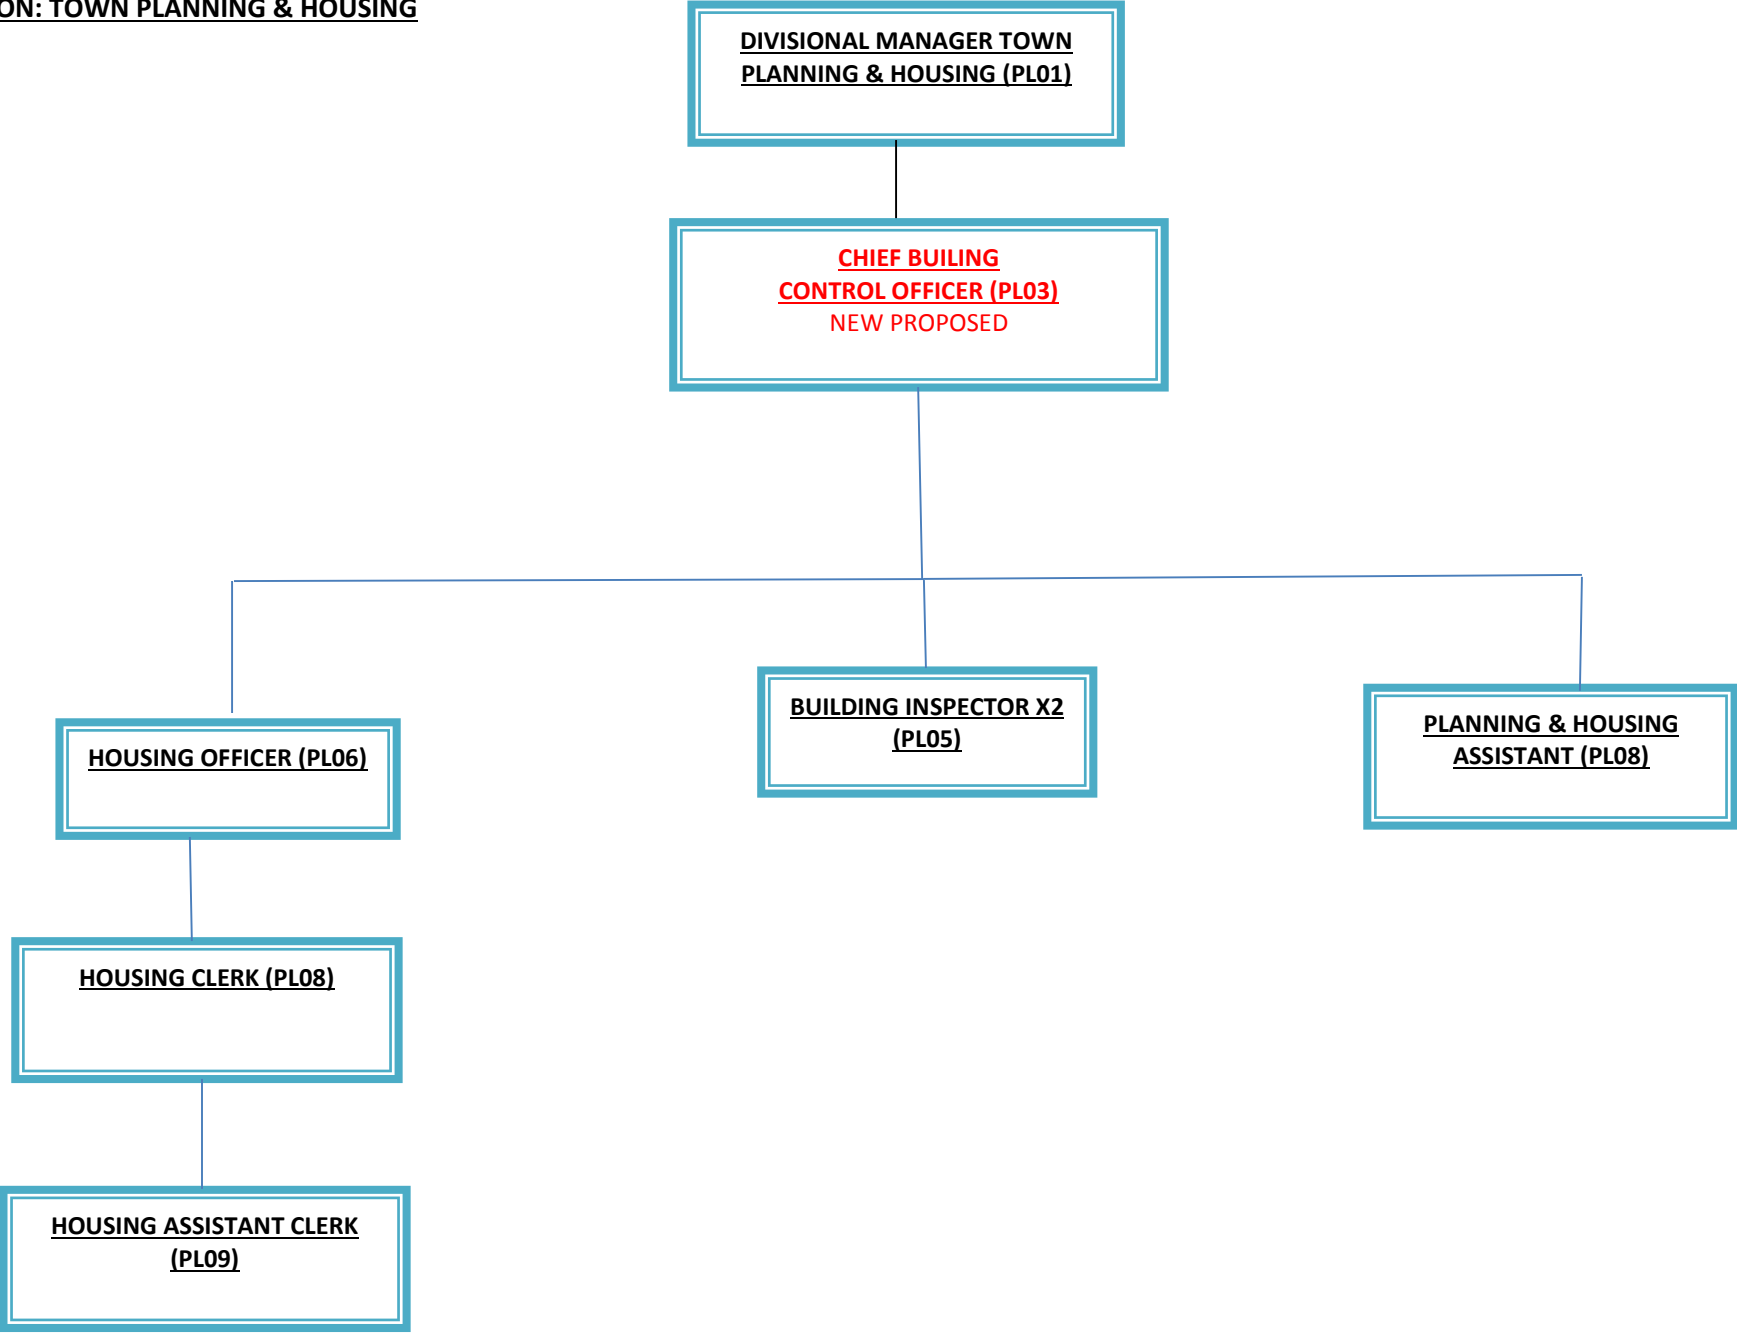 ON: TOWN PLANNING & HOUSING
DIVISIONAL MANAGER TOWN
PLANNING & HOUSING (PL01)
CHIEF BUILING
CONTROL OFFICER (PL03)
NEW PROPOSED
BUILDING INSPECTOR X2
(PL05)
PLANNING & HOUSING
ASSISTANT (PL08)
HOUSING OFFICER (PL06)
HOUSING CLERK (PL08)
HOUSING ASSISTANT CLERK
(PL09)